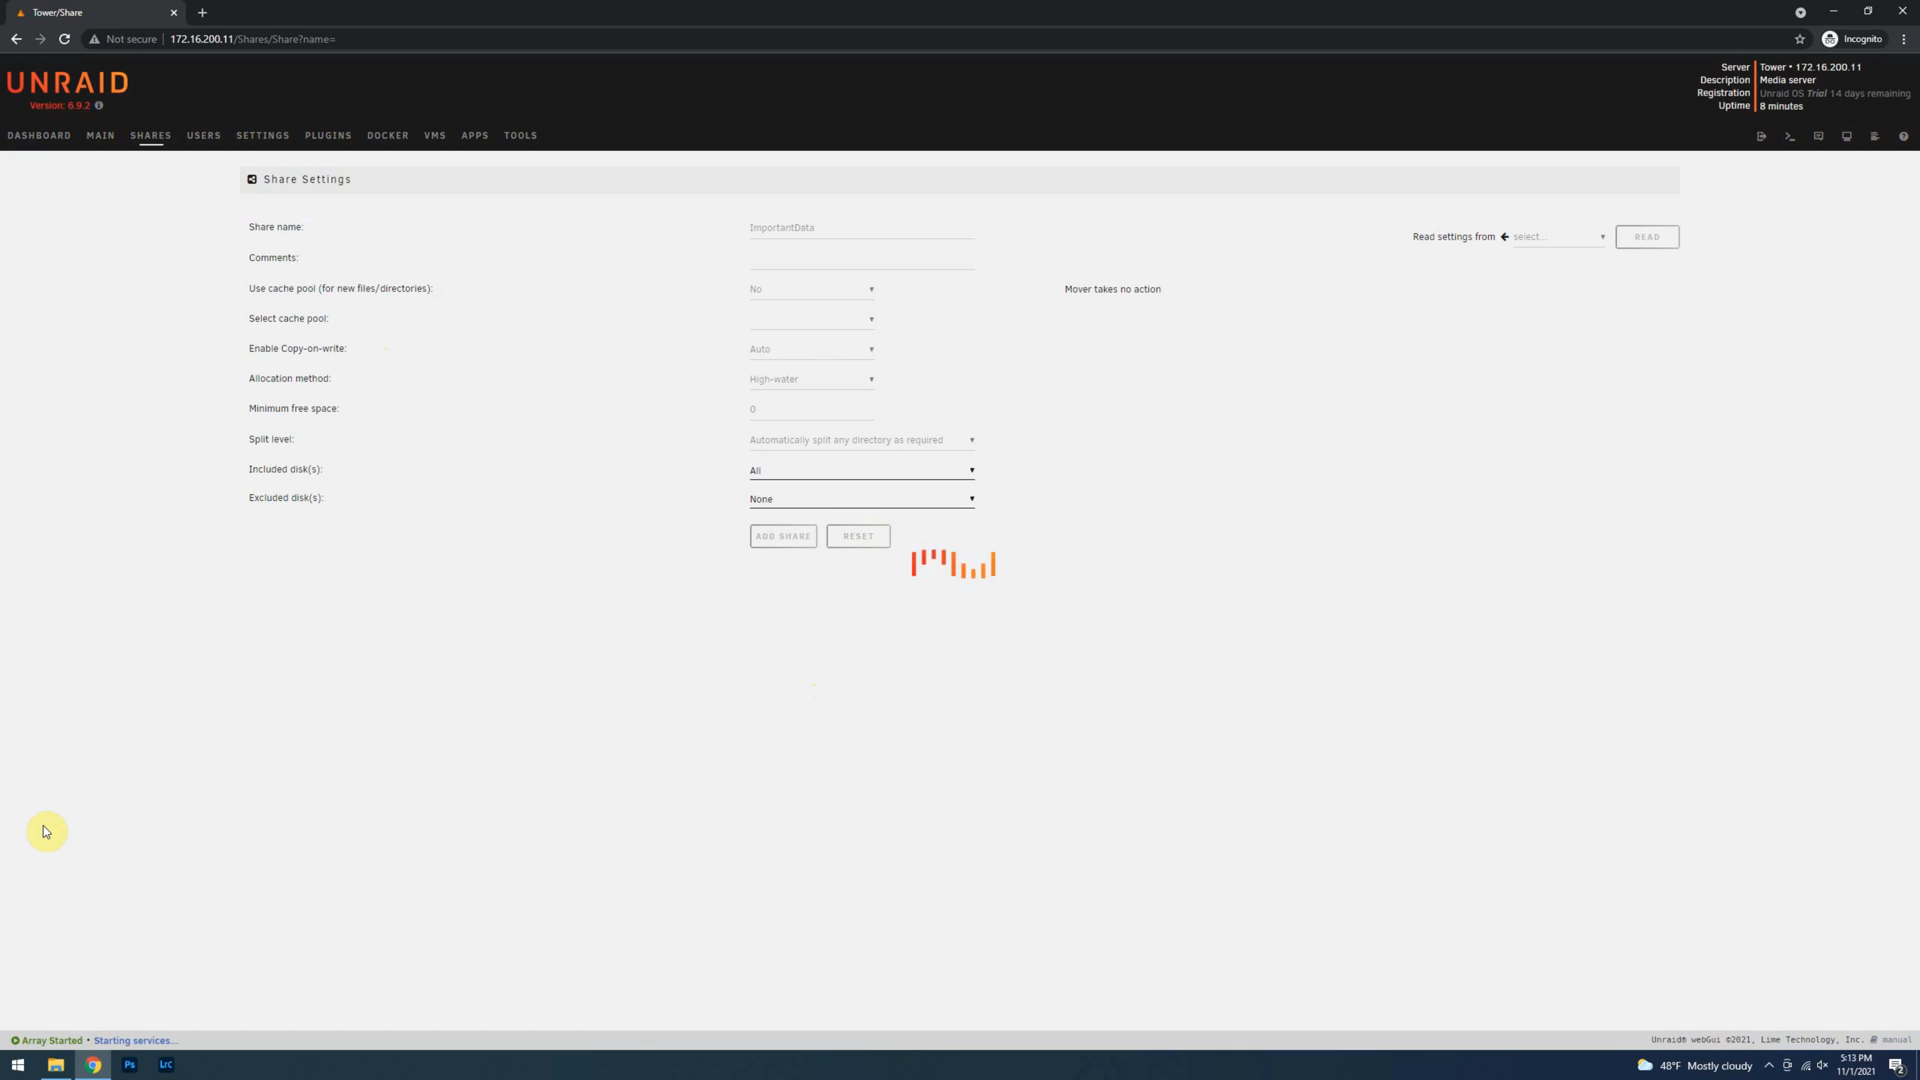 Tower/Share
Not secure
172.16.200.11/Shares/Share?name=
Incognito
UNRAID
Version: 6.9.2
Server
Tower • 172.16.200.11
Description
Media server
Registration
Unraid OS Trial 14 days remaining
Uptime
8 minutes
DASHBOARD MAIN SHARES USERS SETTINGS PLUGINS DOCKER VMS APPS TOOLS
Share Settings
Share name:
ImportantData
Read settings from
select...
READ
Comments:
Use cache pool (for new files/directories):
No
Mover takes no action
Select cache pool:
Enable Copy-on-write:
Auto
Allocation method:
High-water
Minimum free space:
0
Split level:
Automatically split any directory as required
Included disk(s):
All
Excluded disk(s):
None
ADD SHARE
RESET
Array Started • Starting services...
Unraid® webGui ©2021, Lime Technology, Inc.
manual
Ps
Lrc
48°F Mostly cloudy
5:13 PM
11/1/2021
2